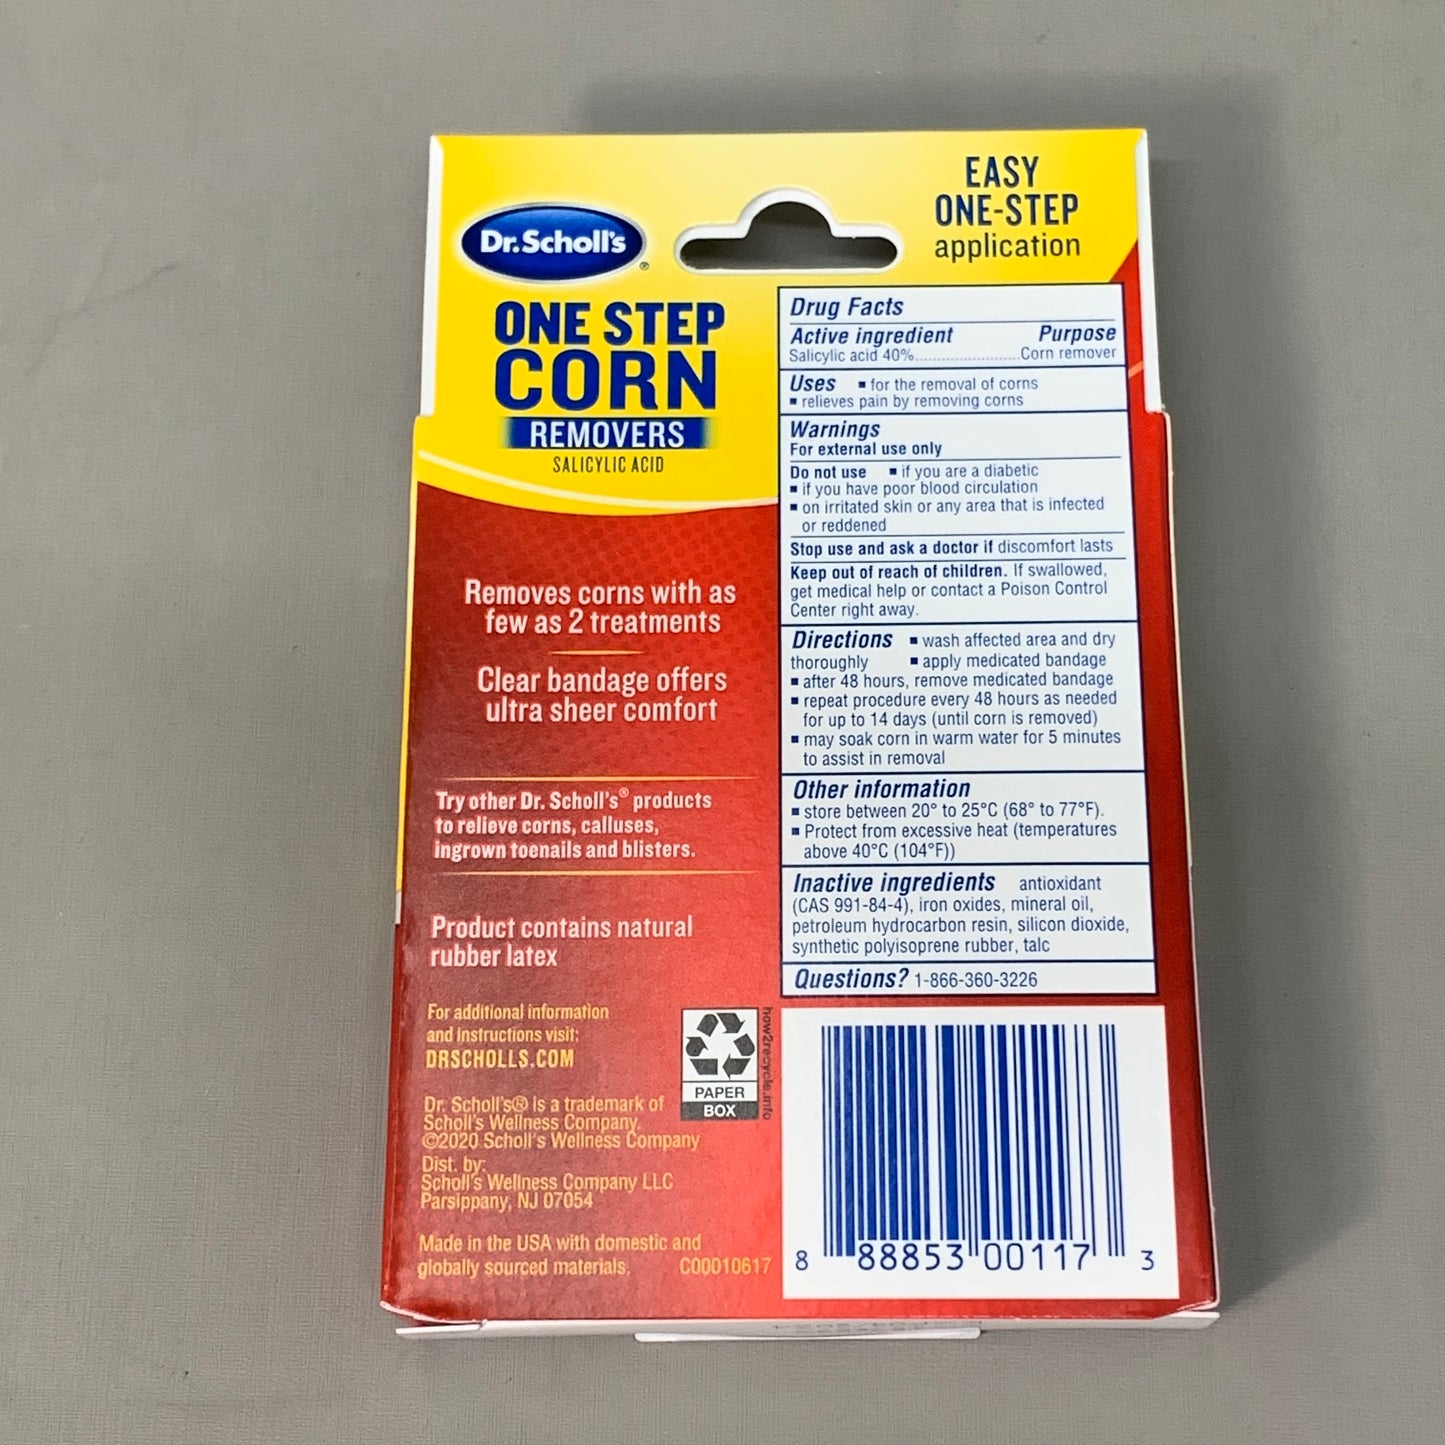 EASY
ONE-STEP
application
Dr. Scholl's®
ONE STEP
CORN
REMOVERS
SALICYLIC ACID
Removes corns with as
few as 2 treatments
Clear bandage offers
ultra sheer comfort
Try other Dr. Scholl's® products
to relieve corns, calluses,
ingrown toenails and blisters.
Product contains natural
rubber latex
For additional information
and instructions visit:
DRSCHOLLS.COM
Dr. Scholl's® is a trademark of
Scholl's Wellness Company.
©2020 Scholl's Wellness Company
Dist. by:
Scholl's Wellness Company LLC
Parsippany, NJ 07054
Made in the USA with domestic and
globally sourced materials. C00010617
PAPER
BOX
how2recycle.info
Drug Facts
Active ingredient Purpose
Salicylic acid 40%........................Corn remover
Uses ▪ for the removal of corns
▪ relieves pain by removing corns
Warnings
For external use only
Do not use ▪ if you are a diabetic
▪ if you have poor blood circulation
▪ on irritated skin or any area that is infected
or reddened
Stop use and ask a doctor if discomfort lasts
Keep out of reach of children. If swallowed,
get medical help or contact a Poison Control
Center right away.
Directions ▪ wash affected area and dry
thoroughly ▪ apply medicated bandage
▪ after 48 hours, remove medicated bandage
▪ repeat procedure every 48 hours as needed
for up to 14 days (until corn is removed)
▪ may soak corn in warm water for 5 minutes
to assist in removal
Other information
▪ store between 20° to 25°C (68° to 77°F).
▪ Protect from excessive heat (temperatures
above 40°C (104°F))
Inactive ingredients antioxidant
(CAS 991-84-4), iron oxides, mineral oil,
petroleum hydrocarbon resin, silicon dioxide,
synthetic polyisoprene rubber, talc
Questions? 1-866-360-3226
8 88853 00117 3